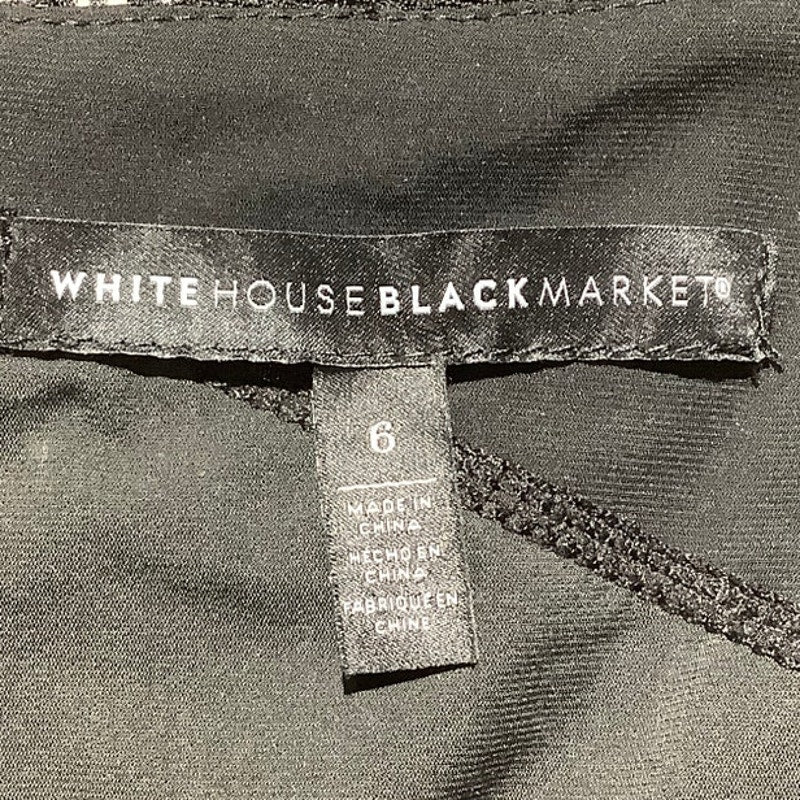 WHITEHOUSEBLACKMARKET®
6
MADE IN
CHINA
HECHO EN
CHINA
FABRIQUÉ EN
CHINE